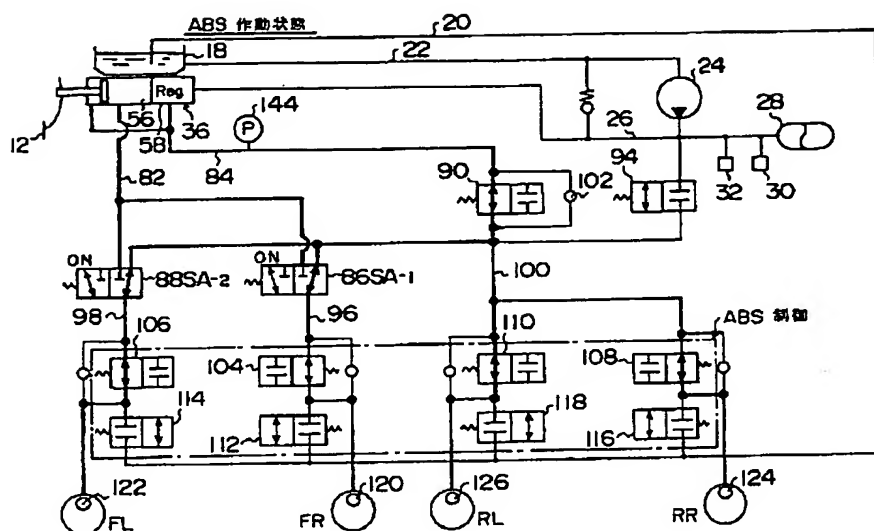 ABS 作動状態
20
18
22
24
Reg
144
P
28
56
58
36
26
12
94
32
30
82
84
90
102
ON
88SA-2
ON
86SA-1
100
98
96
ABS 制御
106
104
110
108
114
112
118
116
122
FL
120
FR
126
RL
124
RR